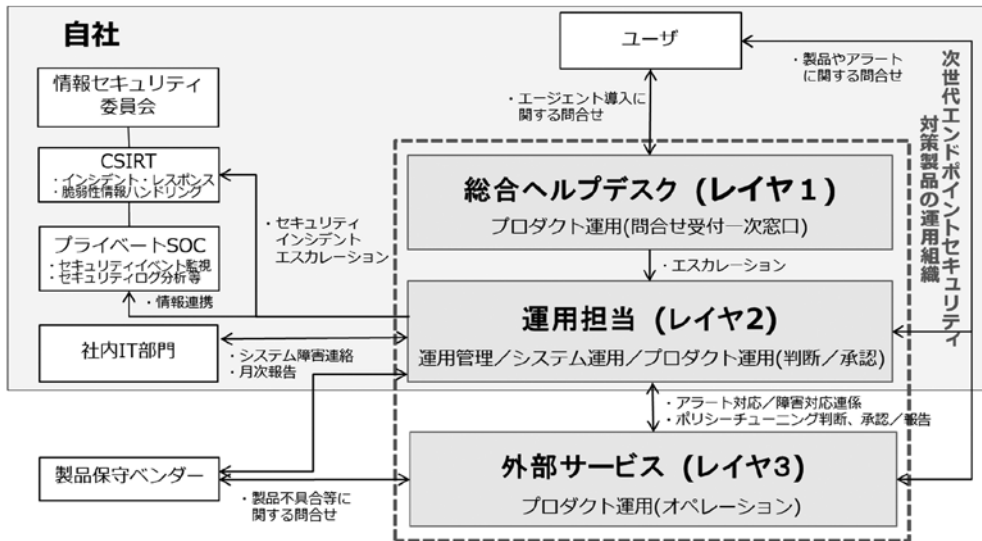 自社
ユーザ
・製品やアラート
に関する問合せ
情報セキュリティ
委員会
・エージェント導入に
関する問合せ
次世代エンドポイントセキュリティ
対策製品の運用組織
CSIRT
・インシデント・レスポンス
・脆弱性情報ハンドリング
総合ヘルプデスク (レイヤ1)
プロダクト運用(問合せ受付一次窓口)
・セキュリティ
インシデント
エスカレーション
プライベートSOC
・セキュリティイベント監視
・セキュリティログ分析等
・エスカレーション
・情報連携
運用担当 (レイヤ2)
運用管理／システム運用／プロダクト運用(判断／承認)
社内IT部門
・システム障害連絡
・月次報告
・アラート対応／障害対応連係
・ポリシーチューニング判断、承認／報告
製品保守ベンダー
外部サービス (レイヤ3)
プロダクト運用(オペレーション)
・製品不具合等に
関する問合せ